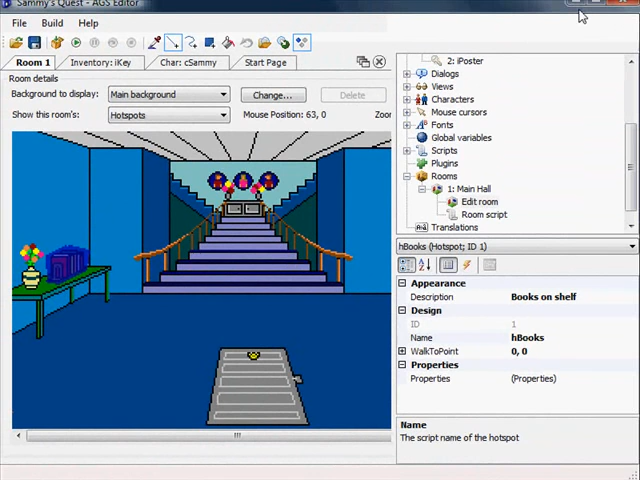 Sammy's Quest - AGS Editor
File Build Help
Room 1 Inventory: iKey Char: cSammy Start Page
Room details
Background to display: Main background Change... Delete
Show this room's: Hotspots Mouse Position: 63, 0 Zoo
2: iPoster
Dialogs
Views
Characters
Mouse cursors
Fonts
Global variables
Scripts
Plugins
Rooms
1: Main Hall
Edit room
Room script
Translations
hBooks (Hotspot; ID 1)
Appearance
Description Books on shelf
Design
ID 1
Name hBooks
WalkToPoint 0, 0
Properties
Properties (Properties)
Name
The script name of the hotspot